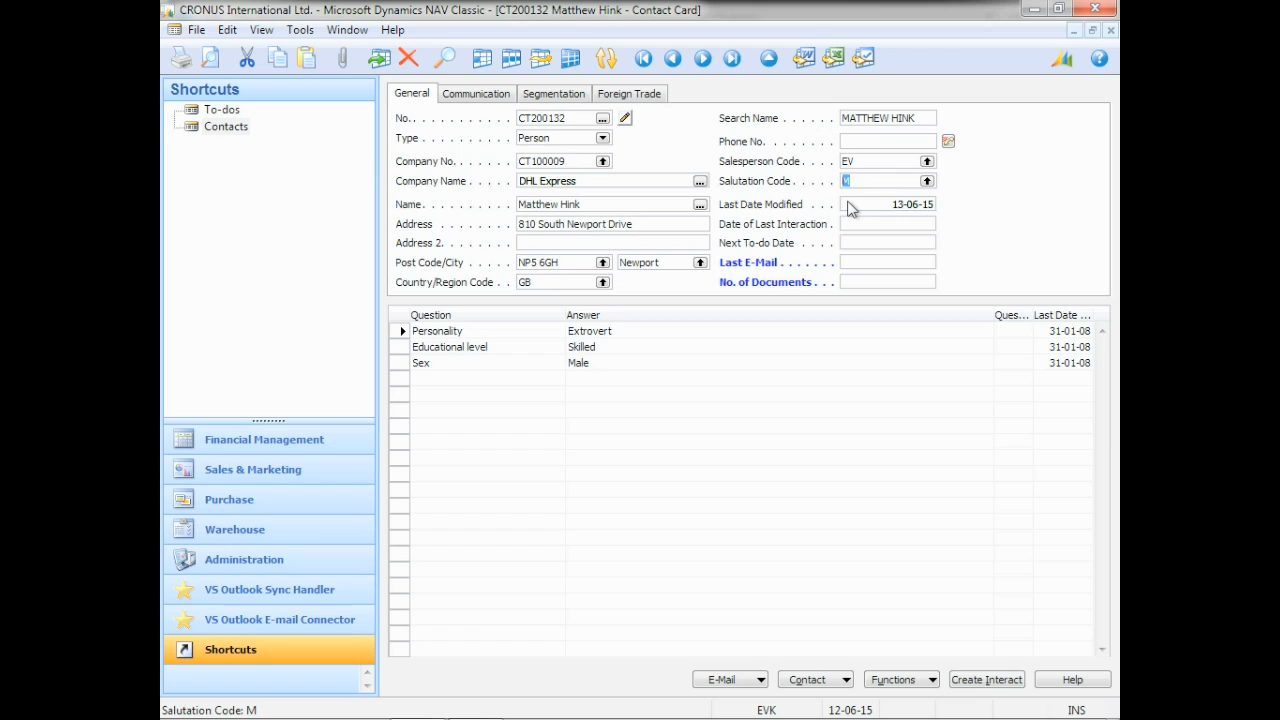 CRONUS International Ltd. - Microsoft Dynamics NAV Classic - [CT200132 Matthew Hink - Contact Card]
File Edit View Tools Window Help
Shortcuts
To-dos
Contacts
Financial Management
Sales & Marketing
Purchase
Warehouse
Administration
VS Outlook Sync Handler
VS Outlook E-mail Connector
Shortcuts
General Communication Segmentation Foreign Trade
No. . . . . . . . . . . . CT200132 ... Search Name . . . . . . MATTHEW HINK
Type . . . . . . . . . . Person Phone No. . . . . . . .
Company No. . . . . . . CT100009 Salesperson Code . . . . EV
Company Name . . . . . DHL Express ... Salutation Code . . . . . M
Name. . . . . . . . . . . Matthew Hink ... Last Date Modified . . . 13-06-15
Address . . . . . . . . . 810 South Newport Drive Date of Last Interaction .
Address 2. . . . . . . . Next To-do Date . . . .
Post Code/City . . . . . NP5 6GH Newport Last E-Mail . . . . . . .
Country/Region Code . . GB No. of Documents . . .
Question Answer Ques... Last Date ...
Personality Extrovert 31-01-08
Educational level Skilled 31-01-08
Sex Male 31-01-08
E-Mail Contact Functions Create Interact Help
Salutation Code: M EVK 12-06-15 INS